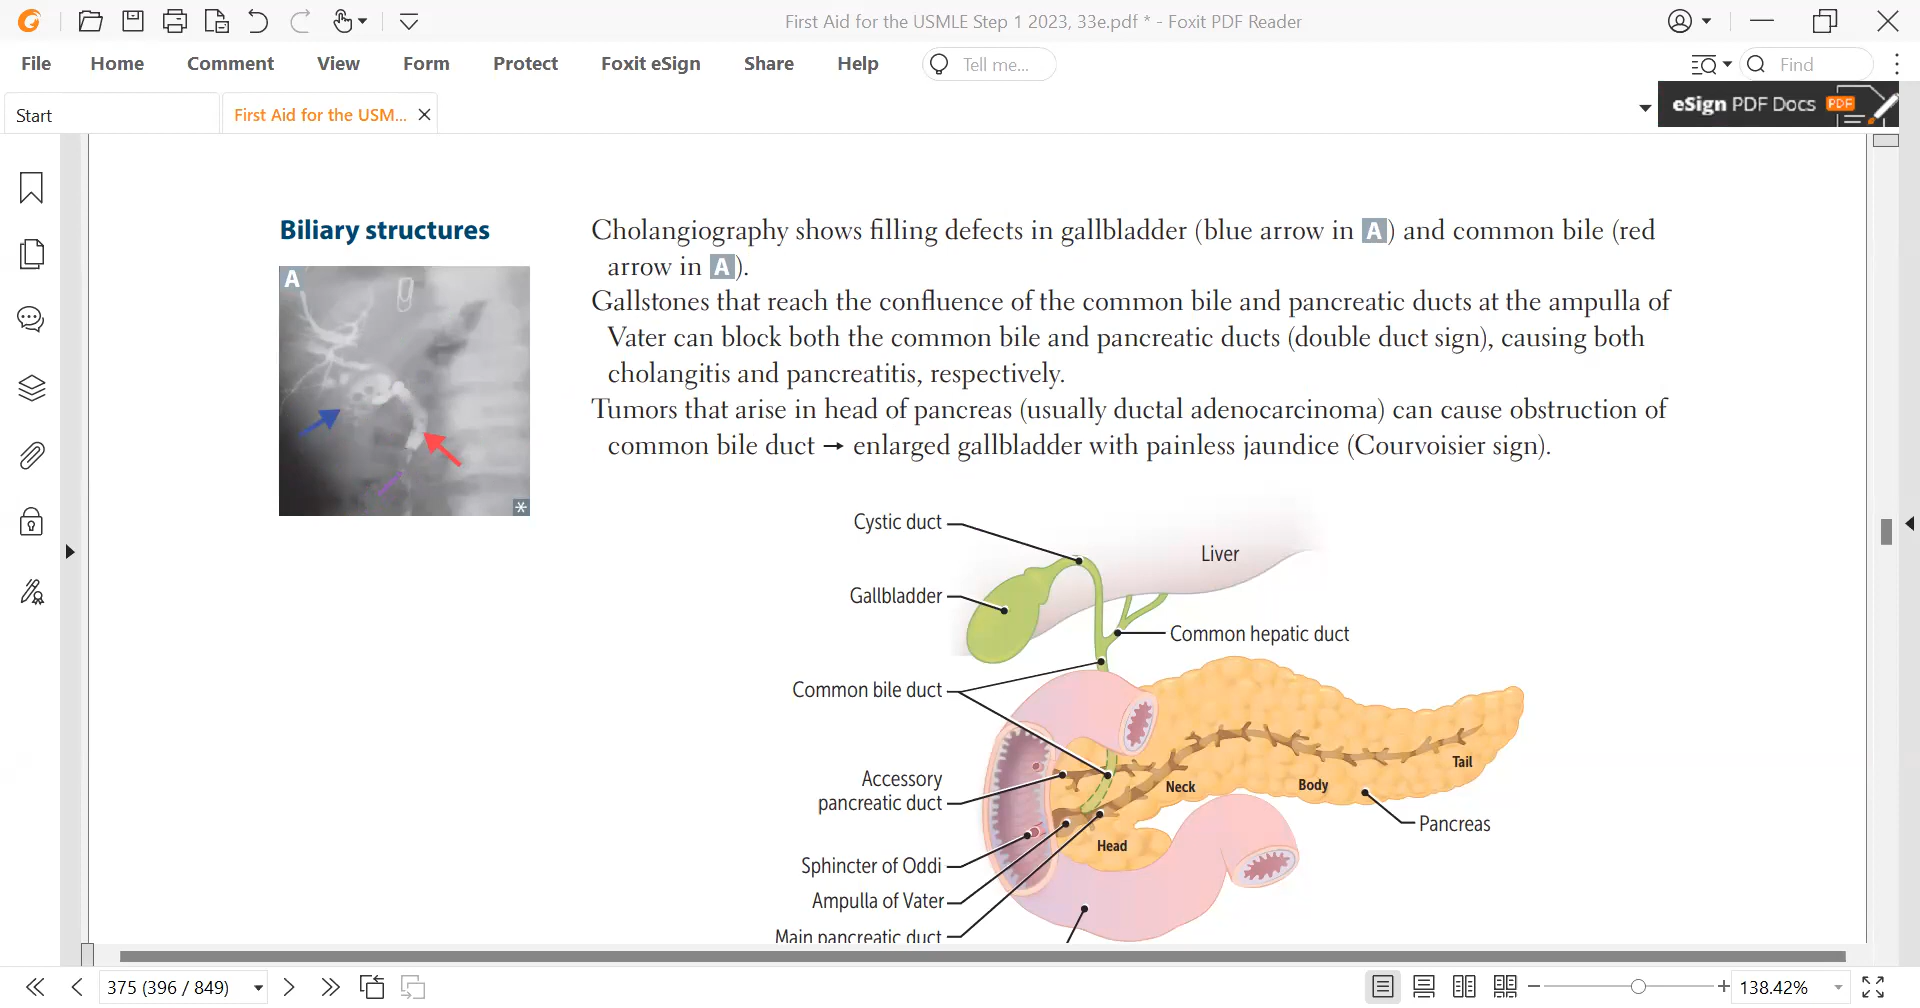 First Aid for the USMLE Step 1 2023, 33e.pdf * - Foxit PDF Reader
File Home Comment View Form Protect Foxit eSign Share Help Tell me... Find
Start First Aid for the USM... eSign PDF Docs PDF
Biliary structures
A
Cholangiography shows filling defects in gallbladder (blue arrow in A) and common bile (red
arrow in A).
Gallstones that reach the confluence of the common bile and pancreatic ducts at the ampulla of
Vater can block both the common bile and pancreatic ducts (double duct sign), causing both
cholangitis and pancreatitis, respectively.
Tumors that arise in head of pancreas (usually ductal adenocarcinoma) can cause obstruction of
common bile duct → enlarged gallbladder with painless jaundice (Courvoisier sign).
Cystic duct
Liver
Gallbladder
Common hepatic duct
Common bile duct
Tail
Accessory
pancreatic duct
Neck
Body
Pancreas
Head
Sphincter of Oddi
Ampulla of Vater
Main pancreatic duct
375 (396 / 849) 138.42%